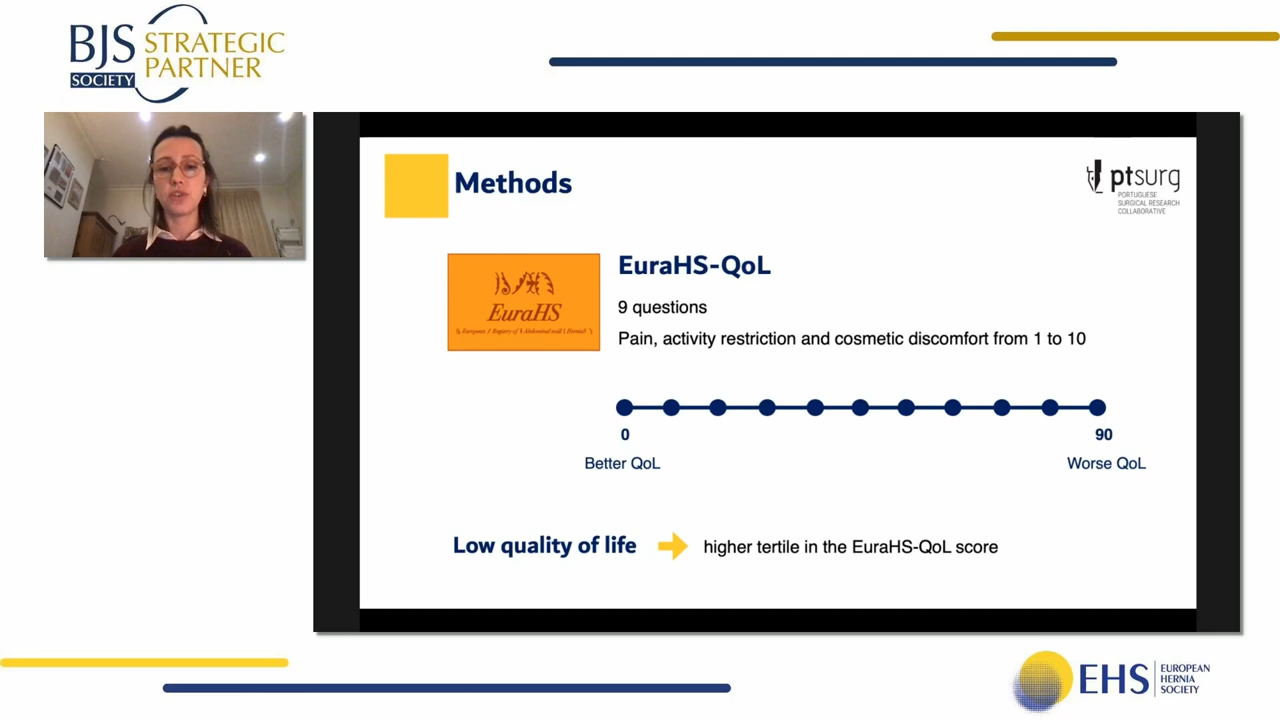 BJS STRATEGIC
SOCIETY PARTNER
Methods
ptsurg
PORTUGUESE
SURGICAL RESEARCH
COLLABORATIVE
EuraHS-QoL
9 questions
Pain, activity restriction and cosmetic discomfort from 1 to 10
EuraHS
0
90
Better QoL
Worse QoL
Low quality of life
higher tertile in the EuraHS-QoL score
EHS
EUROPEAN
HERNIA
SOCIETY